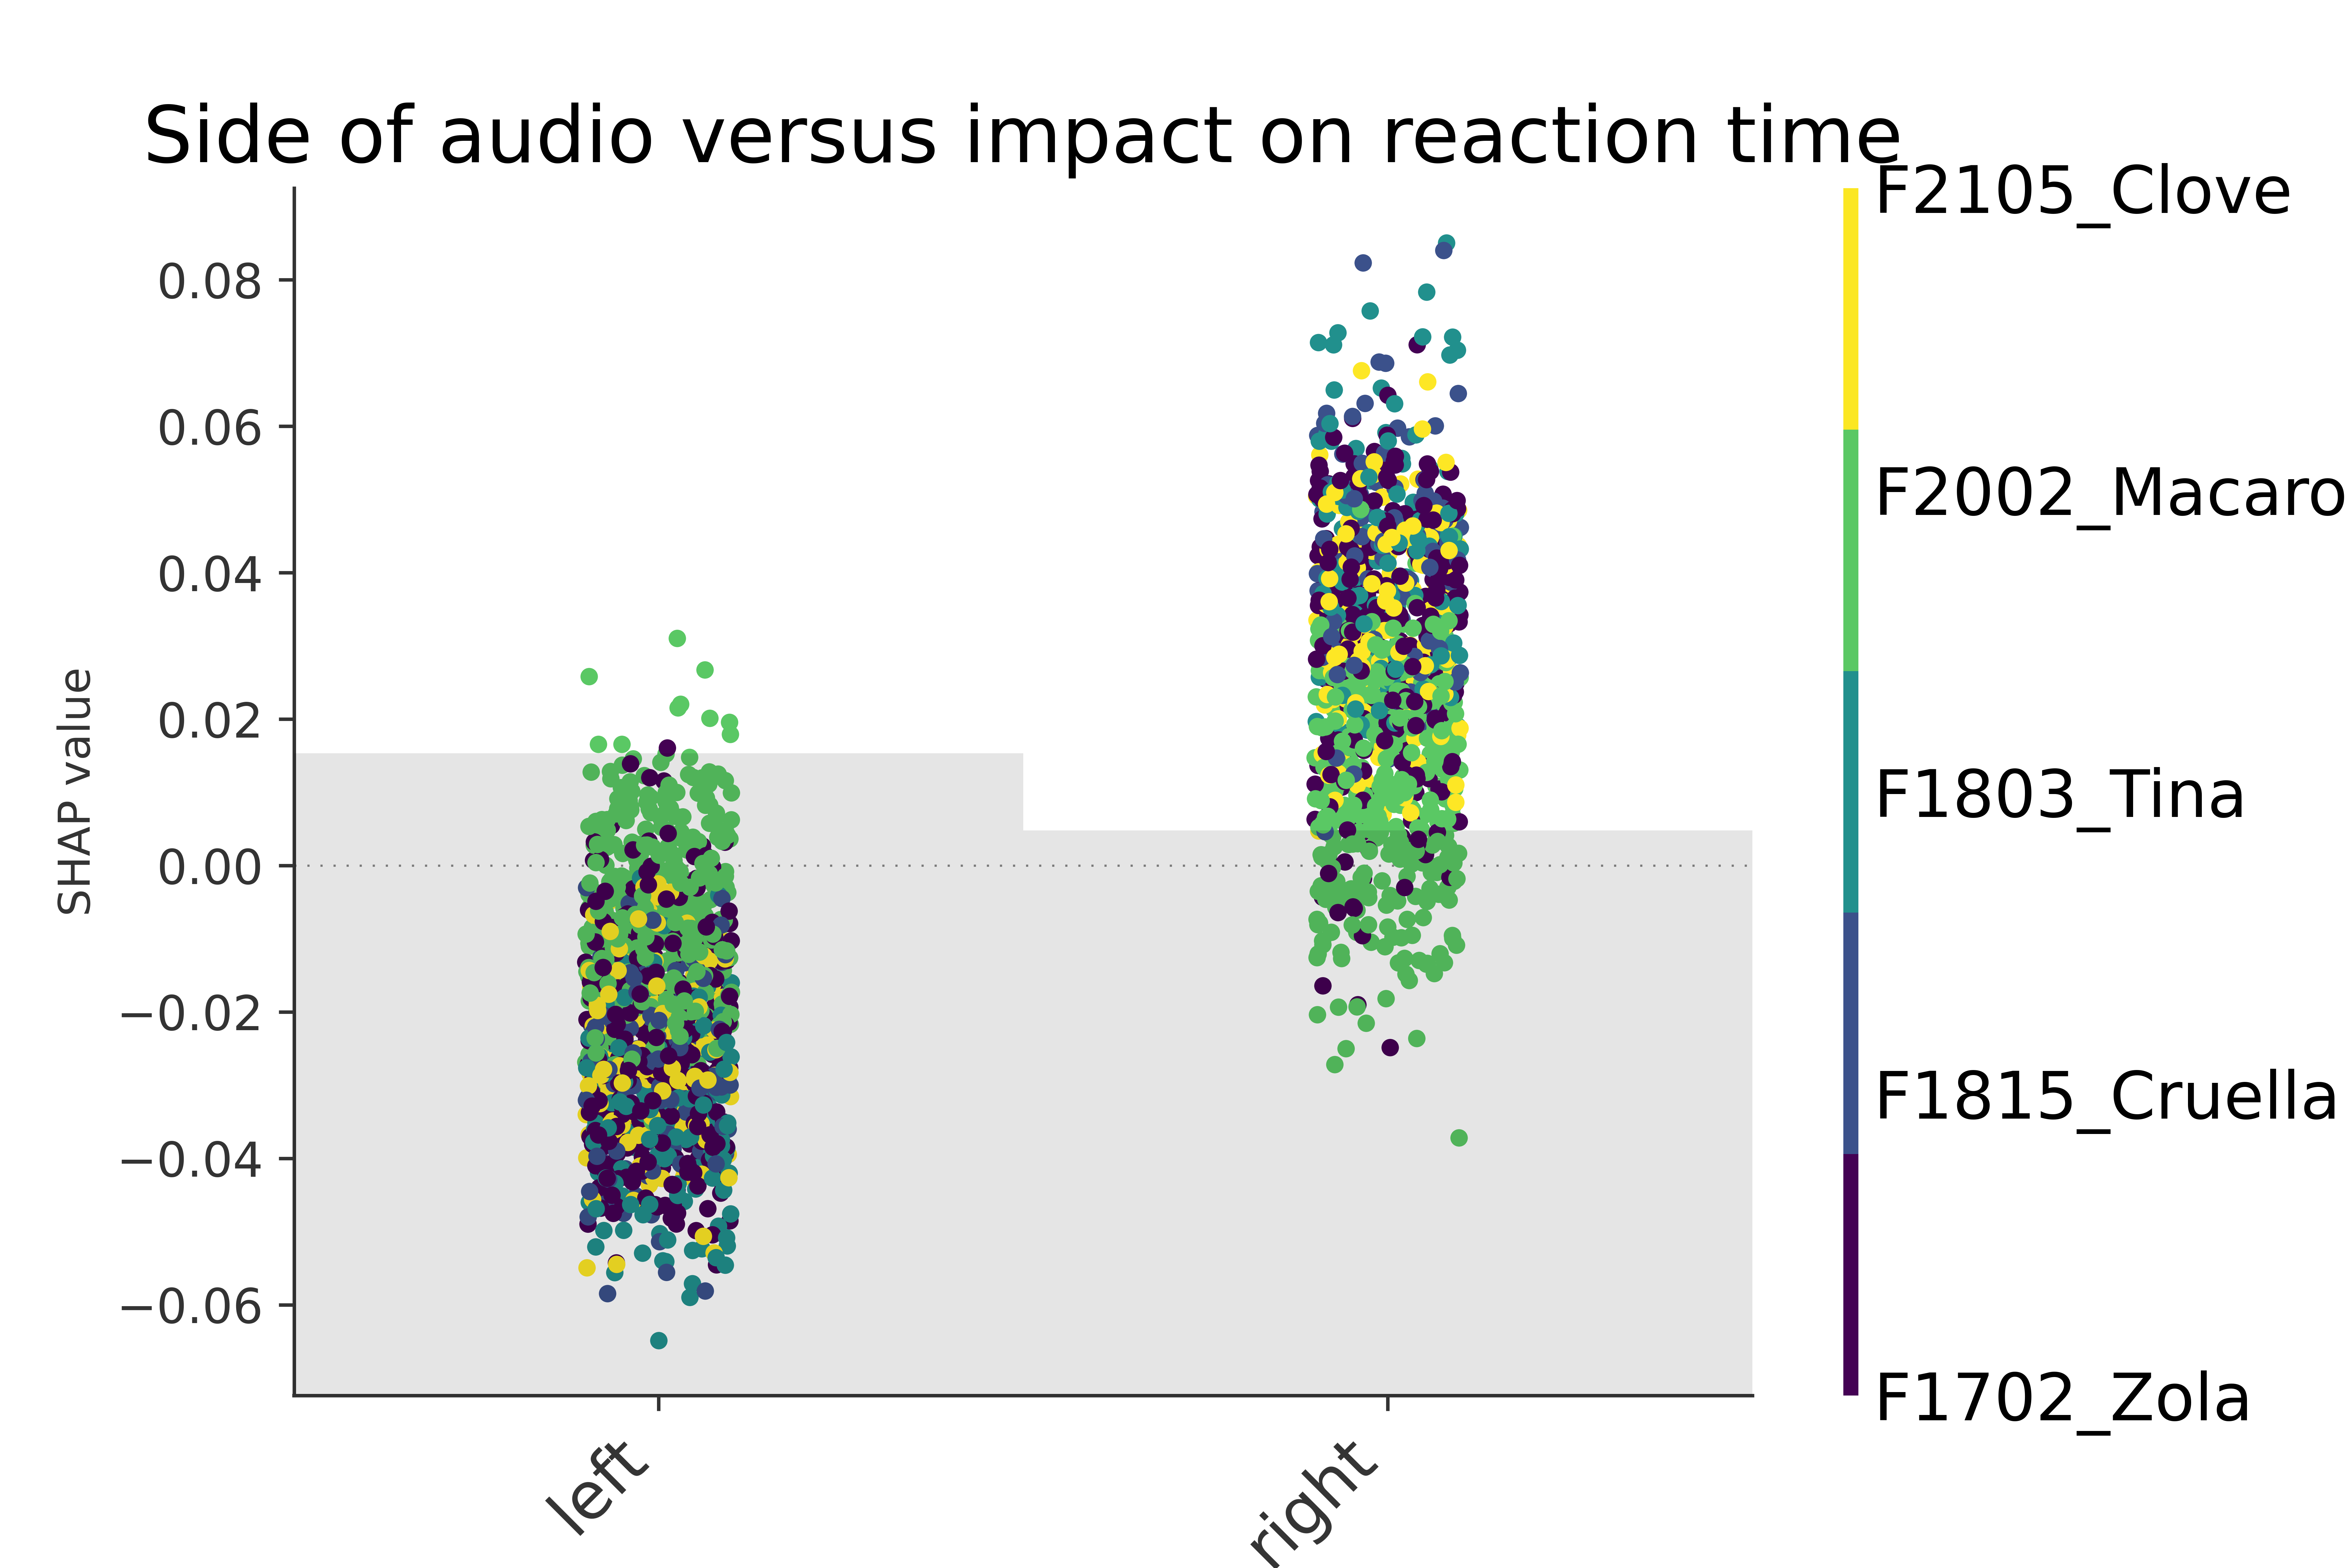 Side of audio versus impact on reaction time
SHAP value
0.08
0.06
0.04
0.02
0.00
−0.02
−0.04
−0.06
left
right
F2105_Clove
F2002_Macaro
F1803_Tina
F1815_Cruella
F1702_Zola